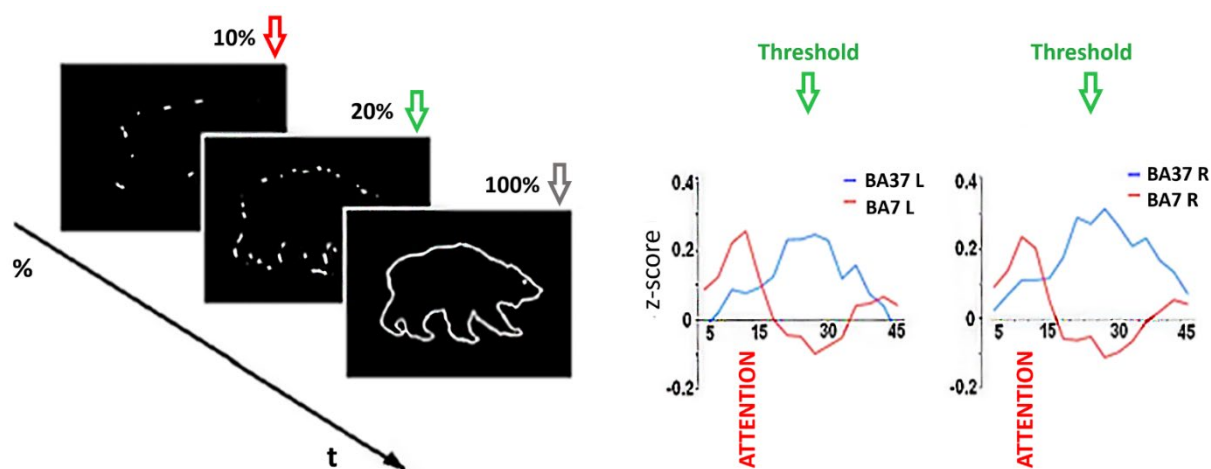 10%
20%
100%
%
t
Threshold
BA37 L
BA7 L
z-score
0.4
0.2
0
-0.2
5
15
30
45
ATTENTION
Threshold
BA37 R
BA7 R
0.4
0.2
0
-0.2
5
15
30
45
ATTENTION